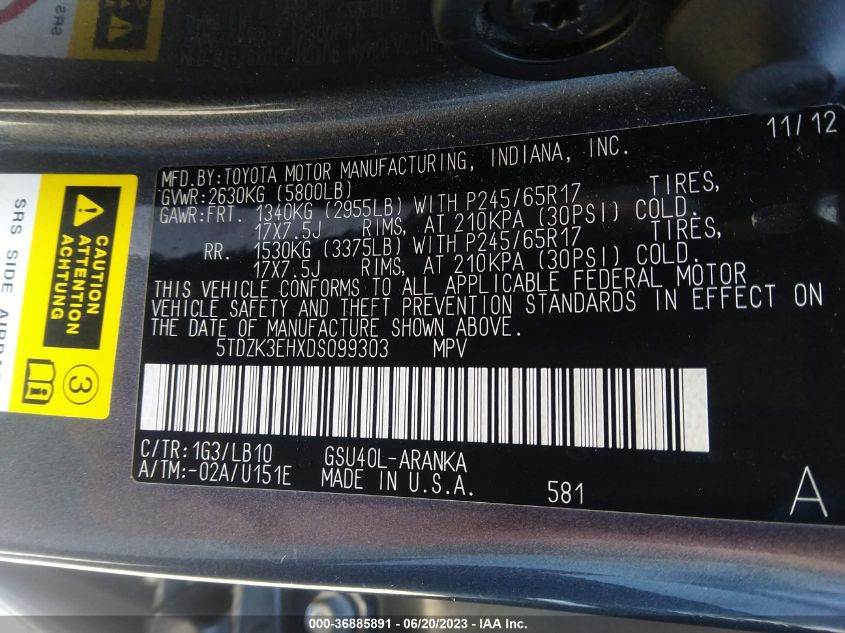 11/12
MFD.BY:TOYOTA MOTOR MANUFACTURING, INDIANA, INC.
GVWR:2630KG (5800LB)
GAWR:FRT. 1340KG (2955LB) WITH P245/65R17 TIRES,
17X7.5J RIMS, AT 210KPA (30PSI) COLD.
RR. 1530KG (3375LB) WITH P245/65R17 TIRES,
17X7.5J RIMS, AT 210KPA (30PSI) COLD.
THIS VEHICLE CONFORMS TO ALL APPLICABLE FEDERAL MOTOR
VEHICLE SAFETY AND THEFT PREVENTION STANDARDS IN EFFECT ON
THE DATE OF MANUFACTURE SHOWN ABOVE.
5TDZK3EHXDS099303 MPV
C/TR:1G3/LB10 GSU40L-ARANKA
A/TM:-02A/U151E MADE IN U.S.A.
581
A
CAUTION
ACHTUNG
3
SRS SIDE
SRS
000-36885891 - 06/20/2023 - IAA Inc.